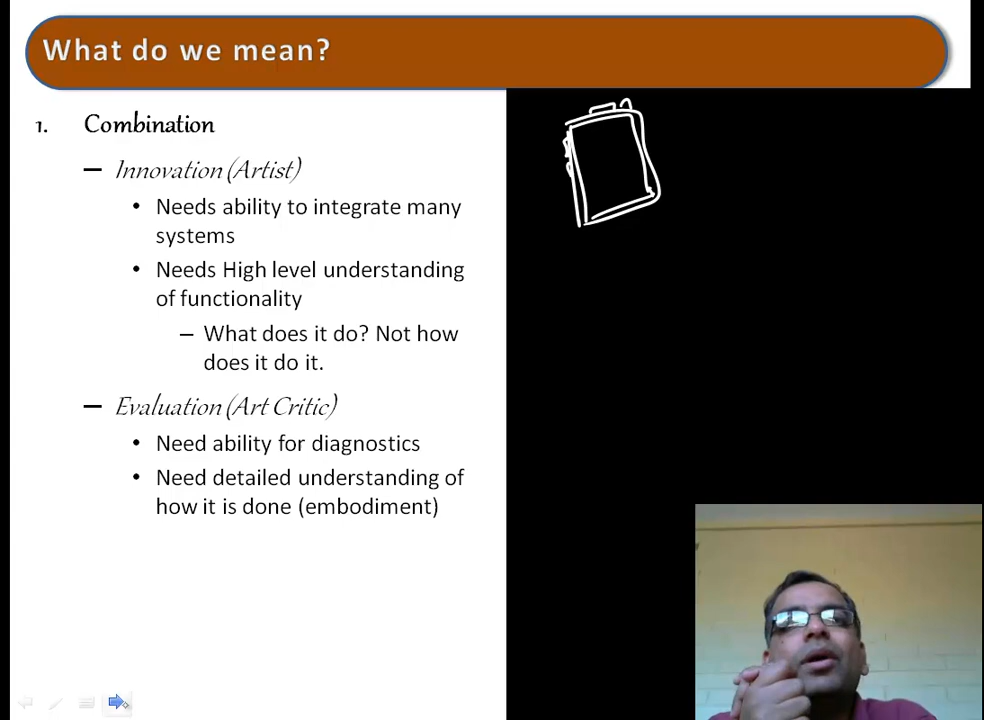 What do we mean?
1. Combination
– Innovation (Artist)
• Needs ability to integrate many
systems
• Needs High level understanding
of functionality
– What does it do? Not how
does it do it.
– Evaluation (Art Critic)
• Need ability for diagnostics
• Need detailed understanding of
how it is done (embodiment)